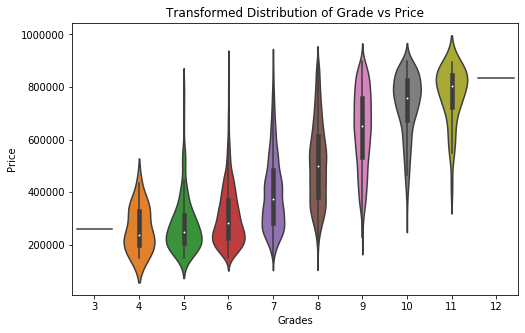 Transformed Distribution of Grade vs Price
1000000
800000
600000
400000
200000
Price
3 4 5 6 7 8 9 10 11 12
Grades